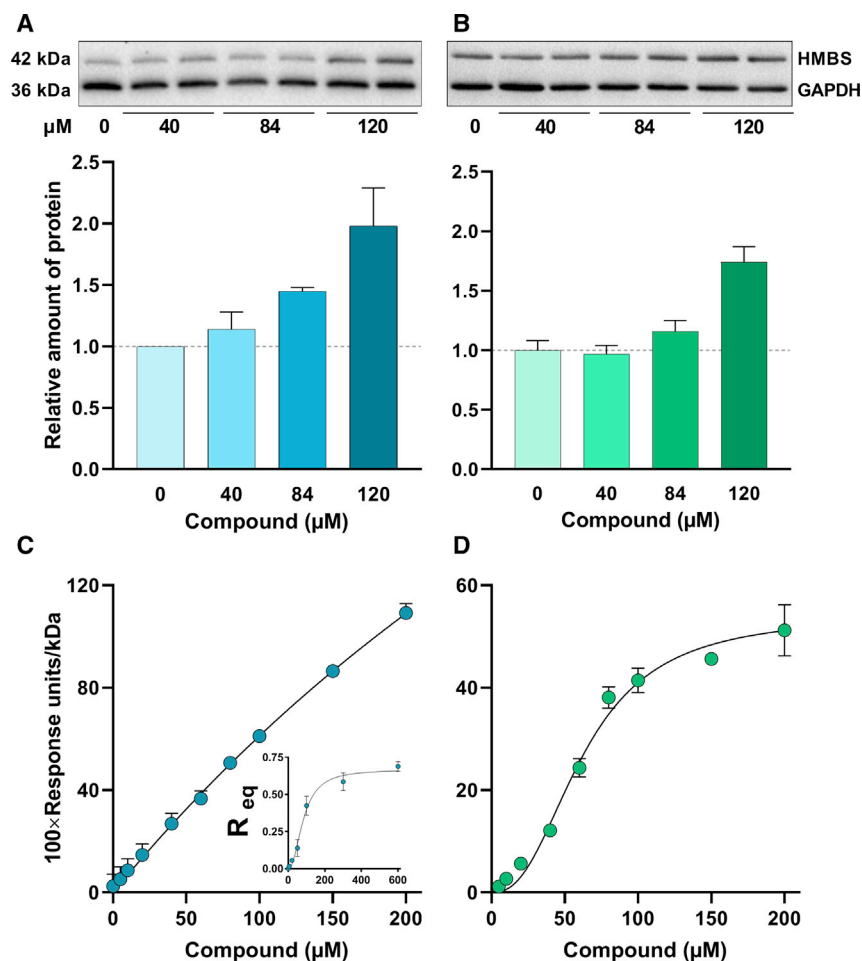 A
B
42 kDa
HMBS
36 kDa
GAPDH
µM 0 40 84 120
0 40 84 120
Relative amount of protein
2.5
2.0
1.5
1.0
0.5
0.0
0 40 84 120
Compound (µM)
2.5
2.0
1.5
1.0
0.5
0.0
0 40 84 120
Compound (µM)
C
D
100×Response units/kDa
120
80
40
0
0 50 100 150 200
Compound (µM)
R eq
0.75
0.50
0.25
0.00
0 200 400 600
60
40
20
0
0 50 100 150 200
Compound (µM)